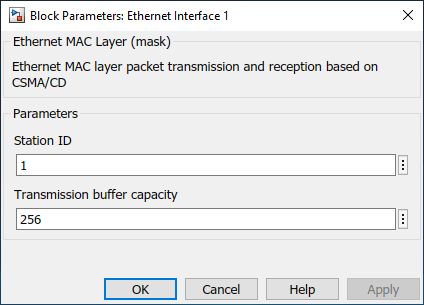 Block Parameters: Ethernet Interface 1
Ethernet MAC Layer (mask)
Ethernet MAC layer packet transmission and reception based on
CSMA/CD
Parameters
Station ID
1
Transmission buffer capacity
256
OK Cancel Help Apply